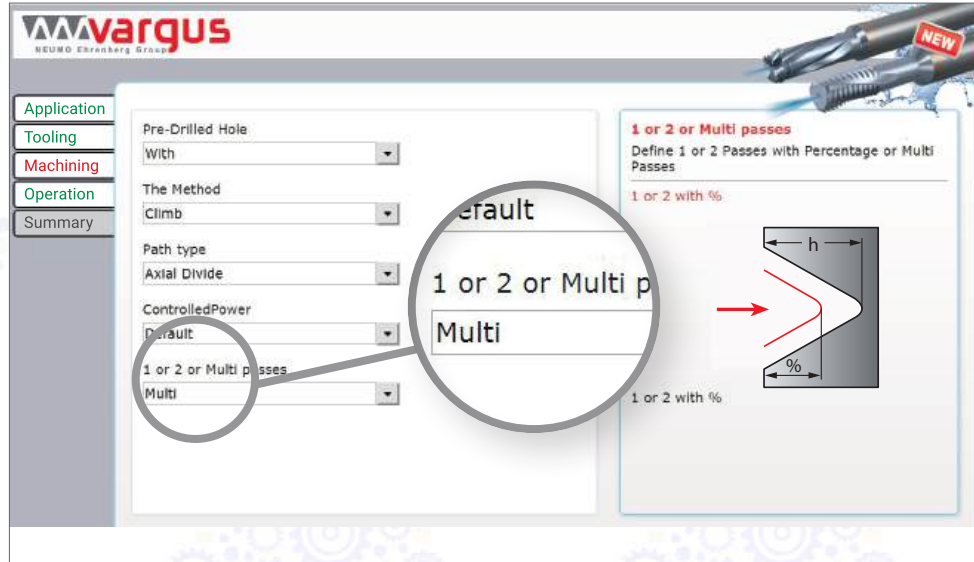 vargus
NEUMO Ehrenberg Group
NEW
Application
Tooling
Machining
Operation
Summary
Pre-Drilled Hole
With
The Method
Climb
Path type
Axial Divide
ControlledPower
Default
1 or 2 or Multi passes
Multi
efault
1 or 2 or Multi p
Multi
1 or 2 or Multi passes
Define 1 or 2 Passes with Percentage or Multi
Passes
1 or 2 with %
h
%
1 or 2 with %